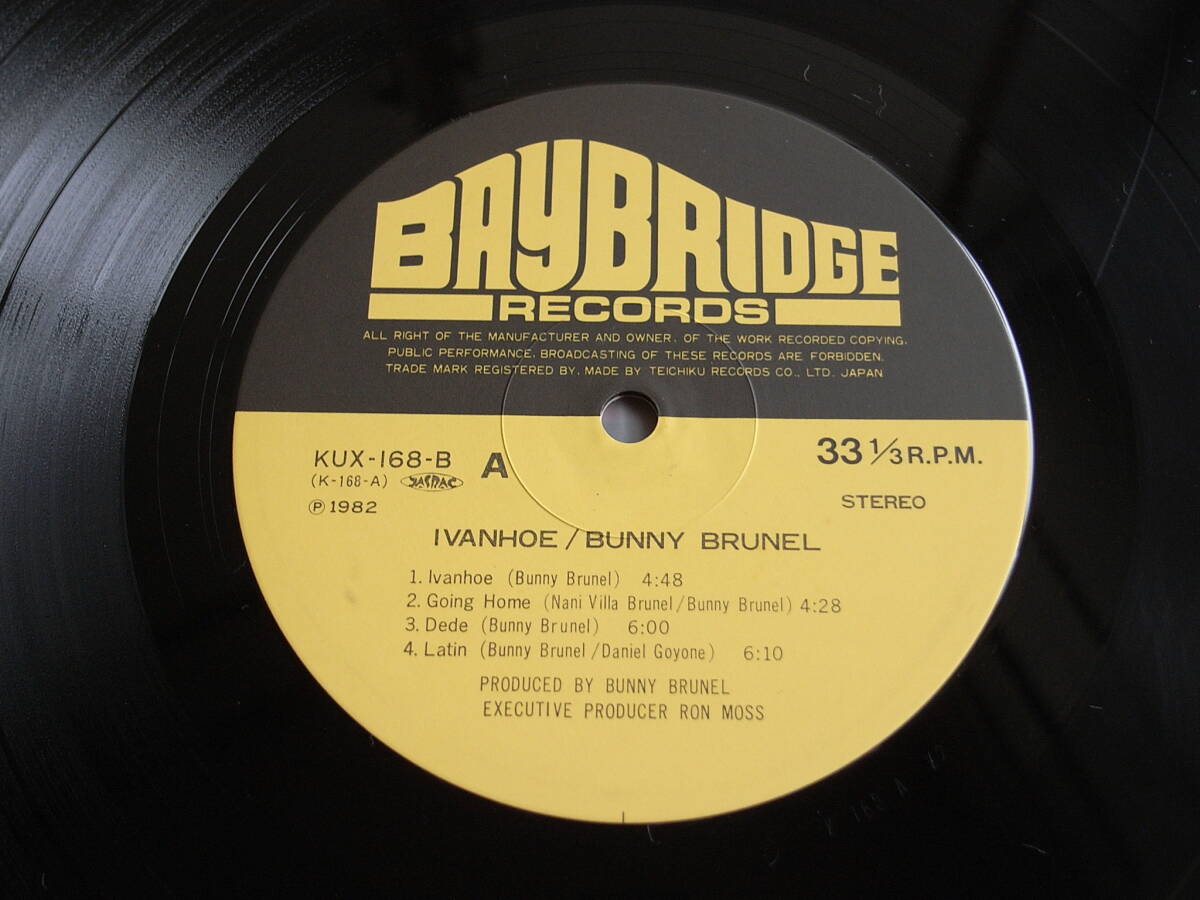 BAYBRIDGE
RECORDS
ALL RIGHT OF THE MANUFACTURER AND OWNER. OF THE WORK RECORDED COPYING.
PUBLIC PERFORMANCE. BROADCASTING OF THESE RECORDS ARE FORBIDDEN.
TRADE MARK REGISTERED BY. MADE BY TEICHIKU RECORDS CO., LTD. JAPAN
KUX-168-B A 33 1/3 R.P.M.
(K-168-A) JASRAC
℗ 1982 STEREO
IVANHOE / BUNNY BRUNEL
1. Ivanhoe (Bunny Brunel) 4:48
2. Going Home (Nani Villa Brunel/Bunny Brunel) 4:28
3. Dede (Bunny Brunel) 6:00
4. Latin (Bunny Brunel/Daniel Goyone) 6:10
PRODUCED BY BUNNY BRUNEL
EXECUTIVE PRODUCER RON MOSS